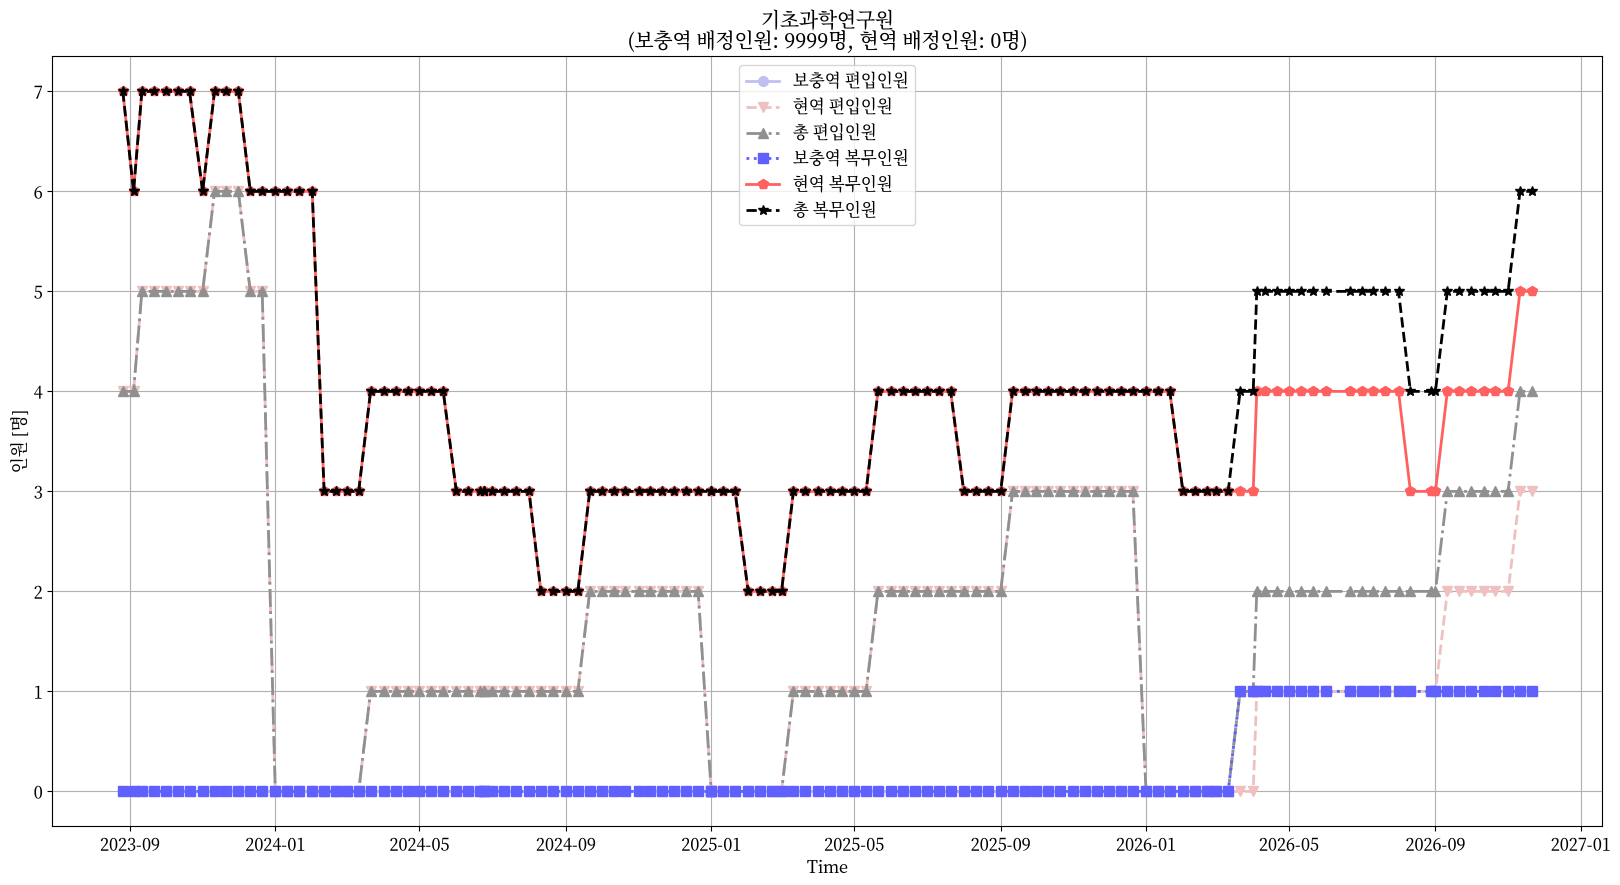 기초과학연구원
(보충역 배정인원: 9999명, 현역 배정인원: 0명)
보충역 편입인원
현역 편입인원
총 편입인원
보충역 복무인원
현역 복무인원
총 복무인원
인원 [명]
7
6
5
4
3
2
1
0
2023-09 2024-01 2024-05 2024-09 2025-01 2025-05 2025-09 2026-01 2026-05 2026-09 2027-01
Time